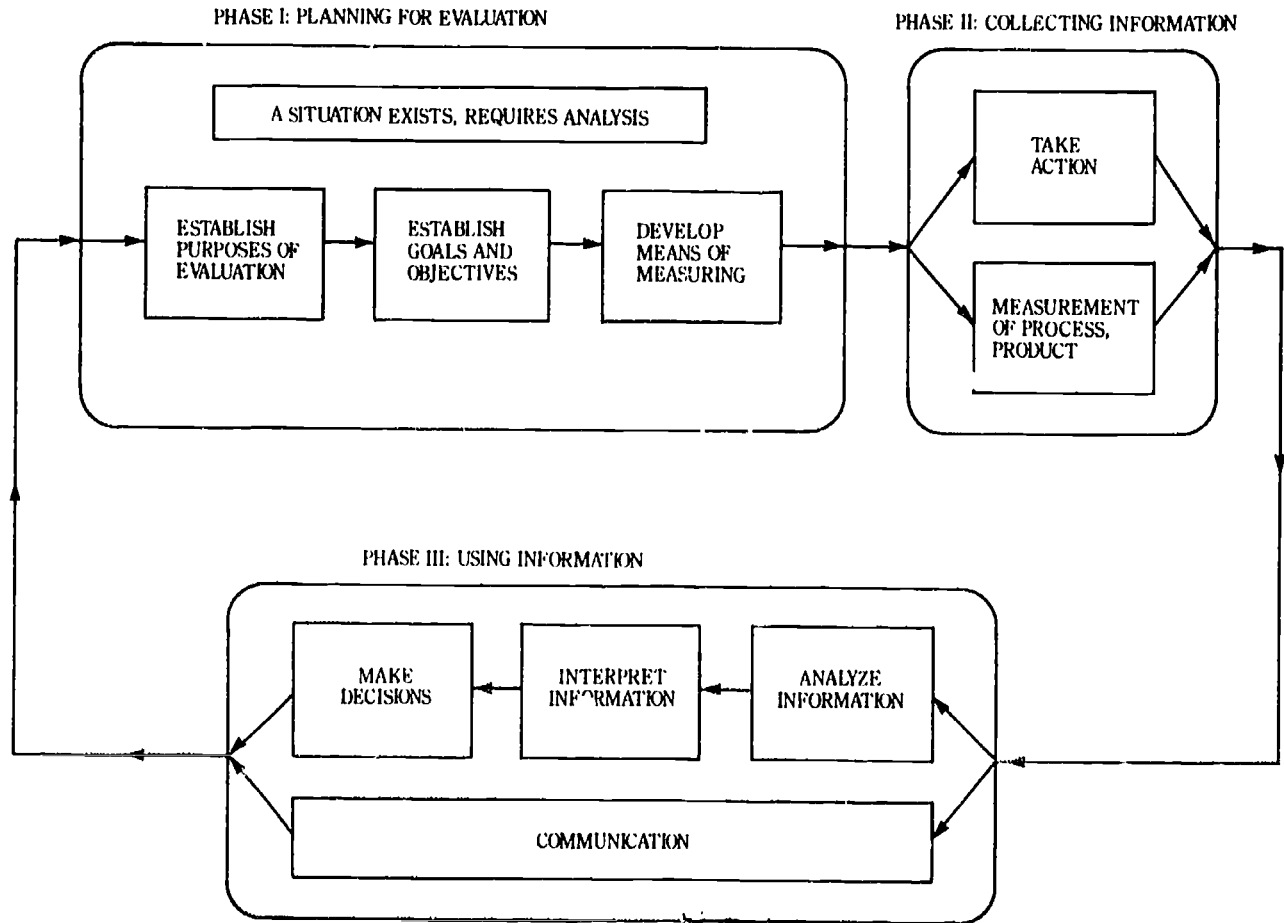 PHASE I: PLANNING FOR EVALUATION
A SITUATION EXISTS, REQUIRES ANALYSIS
ESTABLISH
PURPOSES OF
EVALUATION
ESTABLISH
GOALS AND
OBJECTIVES
DEVELOP
MEANS OF
MEASURING
PHASE II: COLLECTING INFORMATION
TAKE
ACTION
MEASUREMENT
OF PROCESS,
PRODUCT
PHASE III: USING INFORMATION
MAKE
DECISIONS
INTERPRET
INFORMATION
ANALYZE
INFORMATION
COMMUNICATION